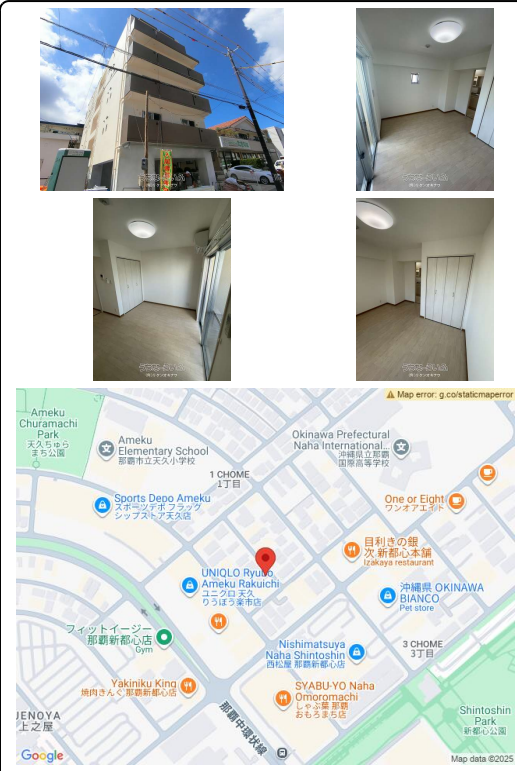 Map error: g.co/staticmaperror
Ameku
Churamachi
Park
天久ちゅら
まち公園
Ameku
Elementary School
那覇市立天久小学校
Okinawa Prefectural
Naha International...
沖縄県立那覇
国際高等学校
1 CHOME
1丁目
Sports Depo Ameku
スポーツデポ フラッグ
シップストア天久店
One or Eight
ワンオアエイト
目利きの銀
次 新都心本舗
Izakaya restaurant
UNIQLO Ryubo
Ameku Rakuichi
ユニクロ 天久
りうぼう楽市店
沖縄県 OKINAWA
BIANCO
Pet store
フィットイージー
那覇新都心店
Gym
Nishimatsuya
Naha Shintoshin
西松屋 那覇新都心店
3 CHOME
3丁目
Yakiniku King
焼肉きんぐ 那覇新都心店
SYABU-YO Naha
Omoromachi
しゃぶ葉 那覇
おもろまち店
JENOYA
上之屋
那覇中環状線
Shintoshin
Park
新都心公園
Google
Map data ©2025